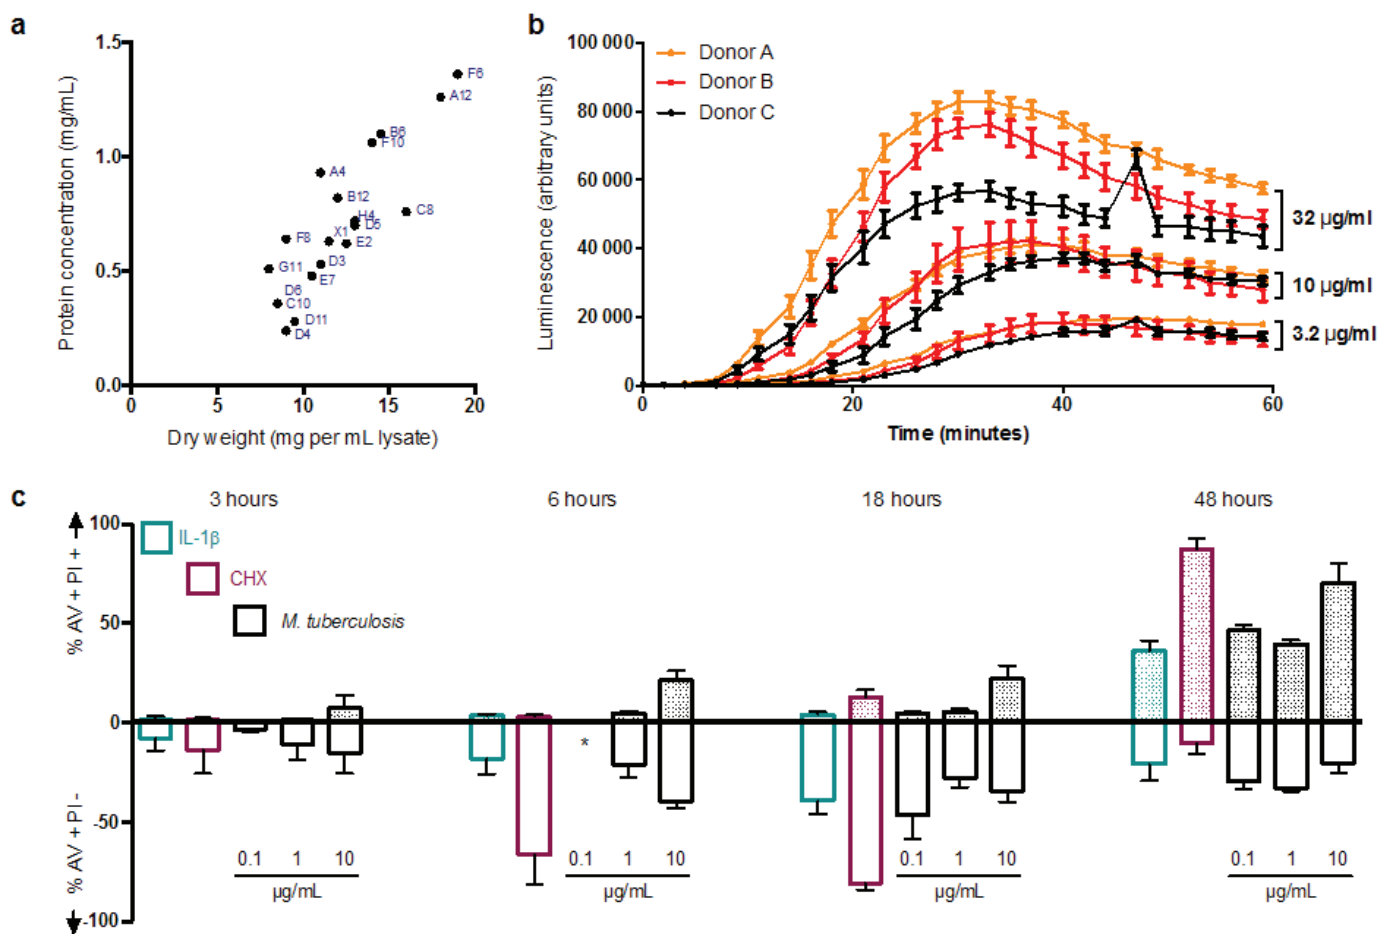 a
Protein concentration (mg/mL)
1.5
1.0
0.5
0.0
0
5
10
15
20
Dry weight (mg per mL lysate)
F6
A12
B6
F10
A4
B12
C8
H4
D5
X1
E2
F8
D3
G11
E7
D6
C10
D11
D4
b
Luminescence (arbitrary units)
100 000
80 000
60 000
40 000
20 000
0
0
20
40
60
Time (minutes)
Donor A
Donor B
Donor C
32 µg/ml
10 µg/ml
3.2 µg/ml
c
3 hours
6 hours
18 hours
48 hours
% AV + PI +
% AV + PI -
100
50
0
-50
-100
IL-1β
CHX
M. tuberculosis
*
0.1 1 10
µg/mL
0.1 1 10
µg/mL
0.1 1 10
µg/mL
0.1 1 10
µg/mL